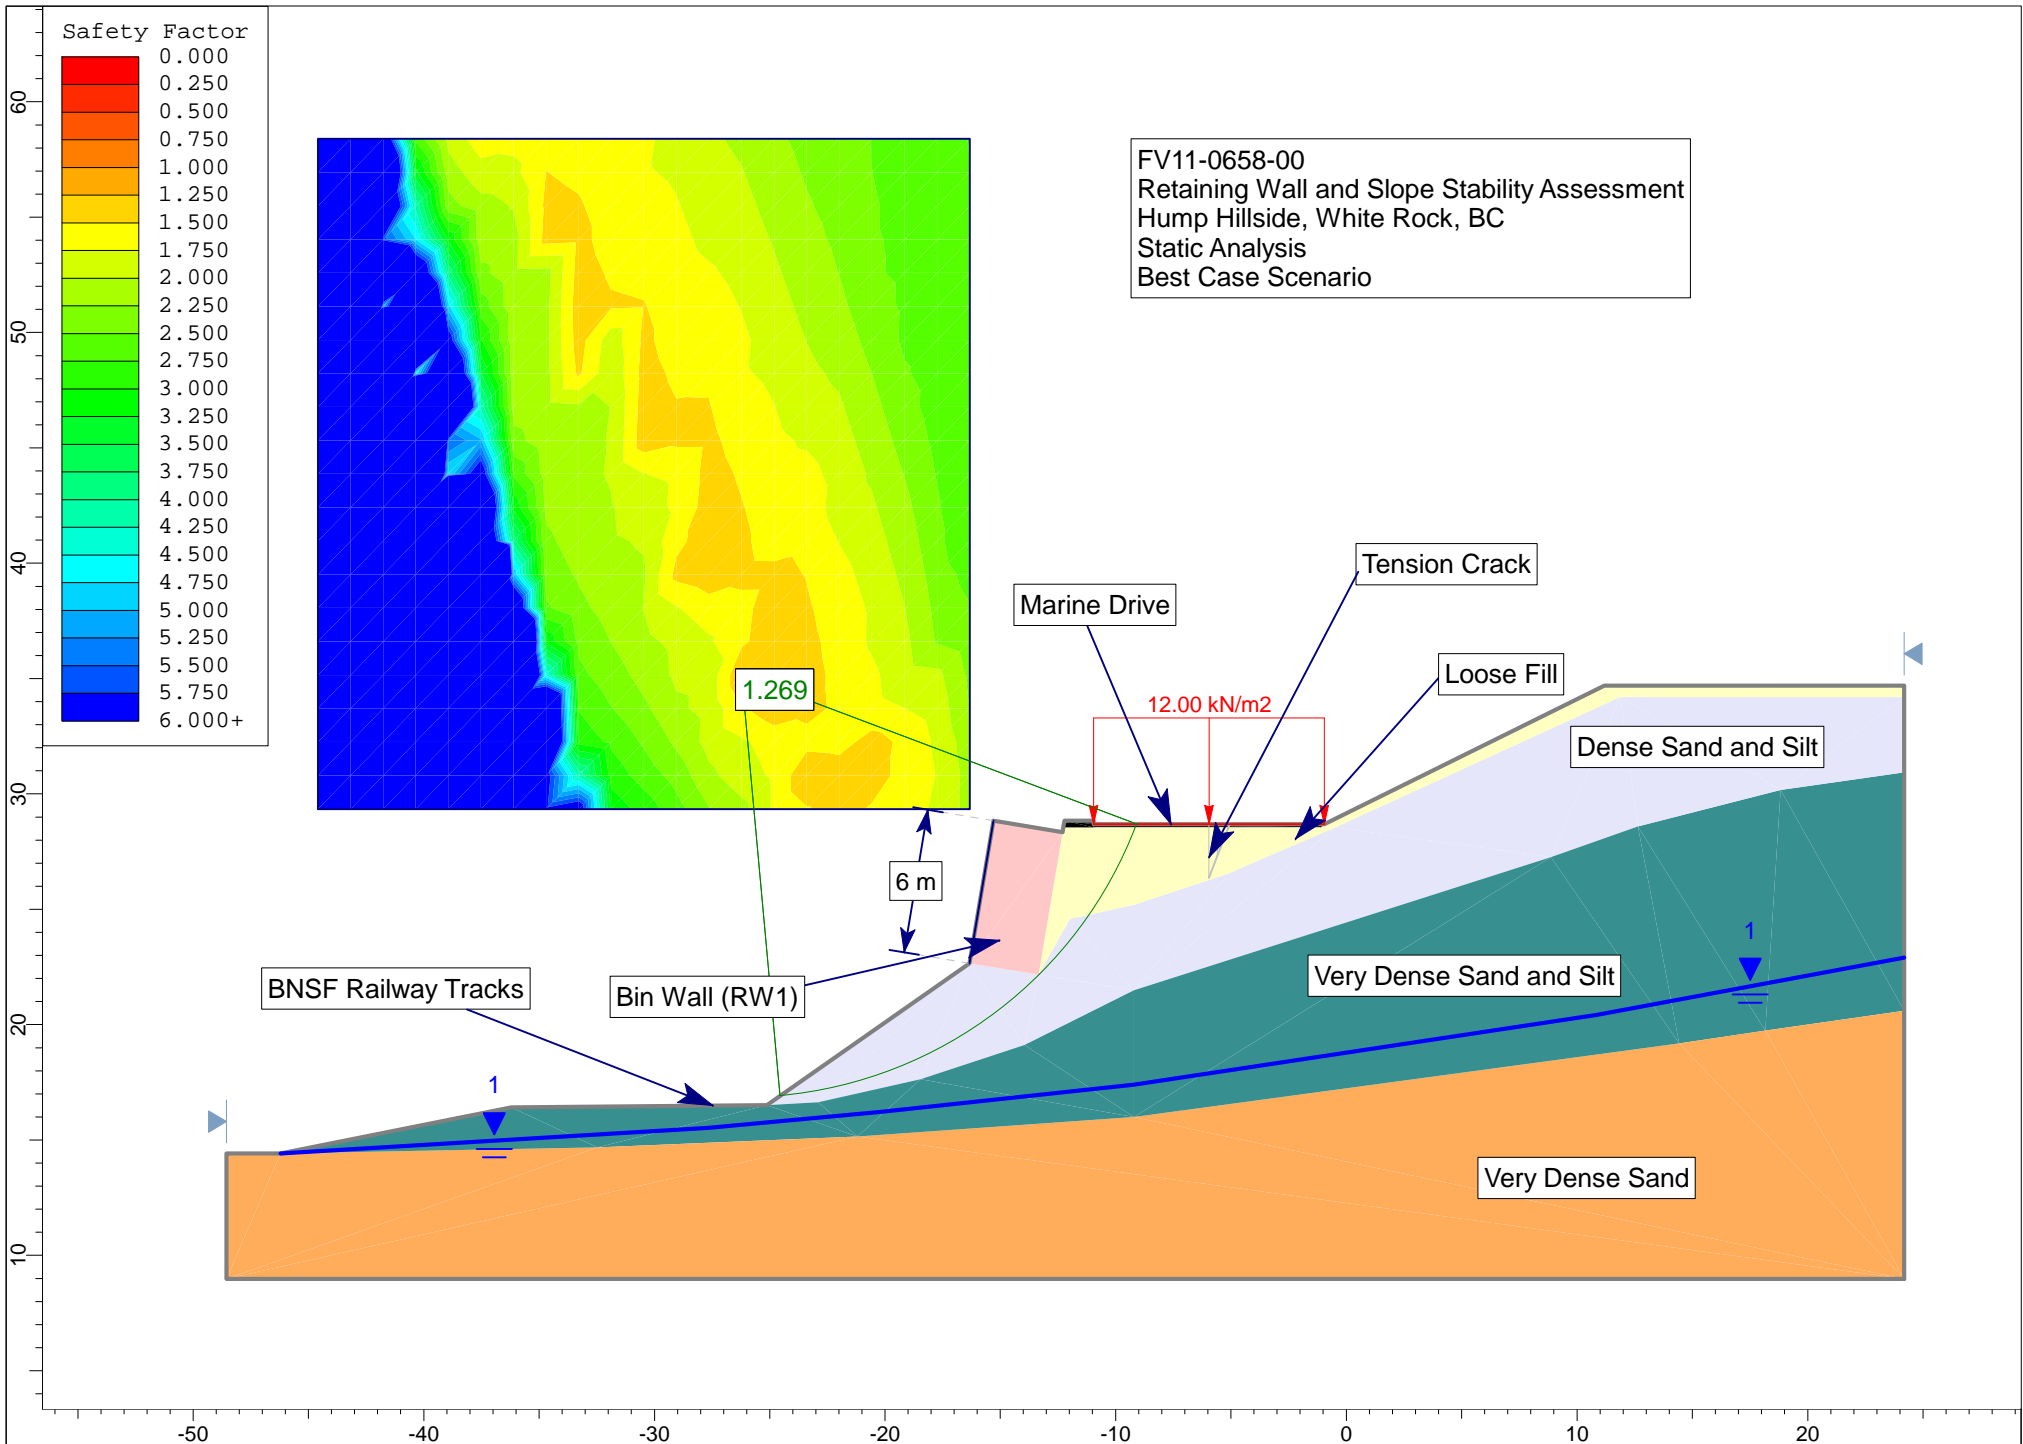 Safety Factor
0.000
0.250
0.500
0.750
1.000
1.250
1.500
1.750
2.000
2.250
2.500
2.750
3.000
3.250
3.500
3.750
4.000
4.250
4.500
4.750
5.000
5.250
5.500
5.750
6.000+
FV11-0658-00
Retaining Wall and Slope Stability Assessment
Hump Hillside, White Rock, BC
Static Analysis
Best Case Scenario
Tension Crack
Marine Drive
Loose Fill
1.269
12.00 kN/m2
Dense Sand and Silt
6 m
1
Very Dense Sand and Silt
BNSF Railway Tracks
Bin Wall (RW1)
1
Very Dense Sand
60
50
40
30
20
10
-50
-40
-30
-20
-10
0
10
20